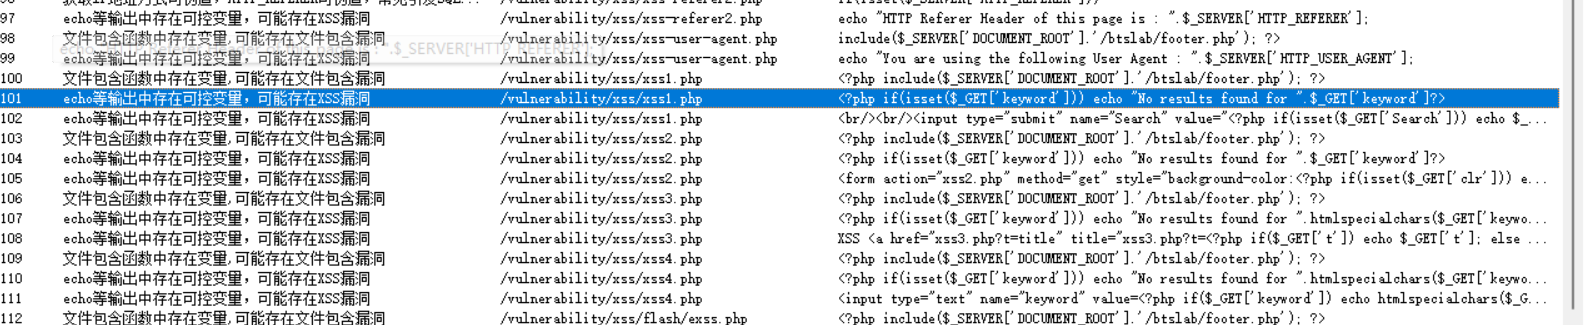 97 echo等输出中存在可控变量，可能存在XSS漏洞 /vulnerability/xss/xss-referer2.php echo "HTTP Referer Header of this page is : ".$_SERVER['HTTP_REFERER'];
98 文件包含函数中存在变量,可能存在文件包含漏洞 /vulnerability/xss/xss-user-agent.php include($_SERVER['DOCUMENT_ROOT'].'/btslab/footer.php'); ?>
99 echo等输出中存在可控变量，可能存在XSS漏洞 /vulnerability/xss/xss-user-agent.php echo "You are using the following User Agent : ".$_SERVER['HTTP_USER_AGENT'];
100 文件包含函数中存在变量,可能存在文件包含漏洞 /vulnerability/xss/xss1.php <?php include($_SERVER['DOCUMENT_ROOT'].'/btslab/footer.php'); ?>
101 echo等输出中存在可控变量，可能存在XSS漏洞 /vulnerability/xss/xss1.php <?php if(isset($_GET['keyword'])) echo "No results found for ".$_GET['keyword']?>
102 echo等输出中存在可控变量，可能存在XSS漏洞 /vulnerability/xss/xss1.php <br/><br/><input type="submit" name="Search" value="<?php if(isset($_GET['Search'])) echo $_...
103 文件包含函数中存在变量,可能存在文件包含漏洞 /vulnerability/xss/xss2.php <?php include($_SERVER['DOCUMENT_ROOT'].'/btslab/footer.php'); ?>
104 echo等输出中存在可控变量，可能存在XSS漏洞 /vulnerability/xss/xss2.php <?php if(isset($_GET['keyword'])) echo "No results found for ".$_GET['keyword']?>
105 echo等输出中存在可控变量，可能存在XSS漏洞 /vulnerability/xss/xss2.php <form action="xss2.php" method="get" style="background-color:<?php if(isset($_GET['clr'])) e...
106 文件包含函数中存在变量,可能存在文件包含漏洞 /vulnerability/xss/xss3.php <?php include($_SERVER['DOCUMENT_ROOT'].'/btslab/footer.php'); ?>
107 echo等输出中存在可控变量，可能存在XSS漏洞 /vulnerability/xss/xss3.php <?php if(isset($_GET['keyword'])) echo "No results found for ".htmlspecialchars($_GET['keywo...
108 echo等输出中存在可控变量，可能存在XSS漏洞 /vulnerability/xss/xss3.php XSS <a href="xss3.php?t=title" title="xss3.php?t=<?php if($_GET['t']) echo $_GET['t']; else ...
109 文件包含函数中存在变量,可能存在文件包含漏洞 /vulnerability/xss/xss4.php <?php include($_SERVER['DOCUMENT_ROOT'].'/btslab/footer.php'); ?>
110 echo等输出中存在可控变量，可能存在XSS漏洞 /vulnerability/xss/xss4.php <?php if(isset($_GET['keyword'])) echo "No results found for ".htmlspecialchars($_GET['keywo...
111 echo等输出中存在可控变量，可能存在XSS漏洞 /vulnerability/xss/xss4.php <input type="text" name="keyword" value=<?php if($_GET['keyword']) echo htmlspecialchars($_G...
112 文件包含函数中存在变量,可能存在文件包含漏洞 /vulnerability/xss/flash/exss.php <?php include($_SERVER['DOCUMENT_ROOT'].'/btslab/footer.php'); ?>